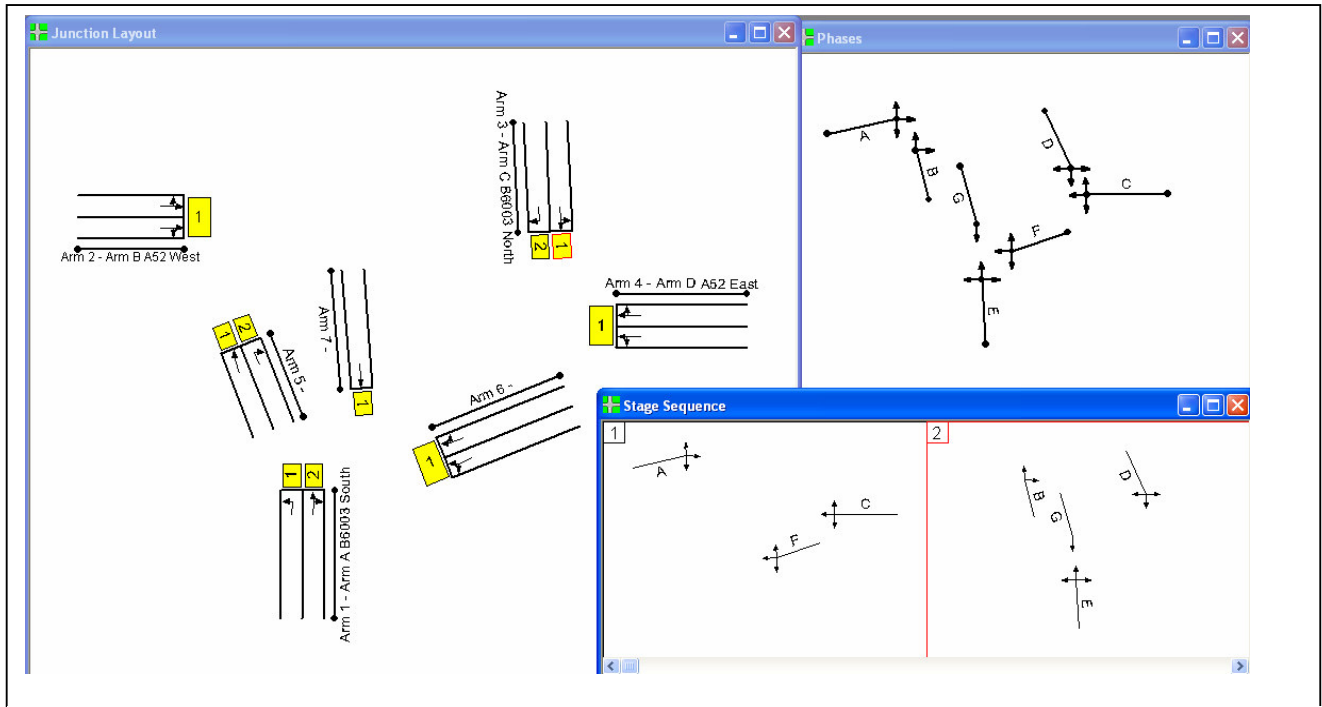 Junction Layout
Arm 3 - Arm C B6003 North
2
1
1
Arm 2 - Arm B A52 West
Arm 4 - Arm D A52 East
1
1
2
Arm 5 -
Arm 7 -
1
Arm 6 -
1
1
2
Arm 1 - Arm A B6003 South
Phases
A
B
G
D
C
F
E
Stage Sequence
1
A
C
F
2
B
G
D
E